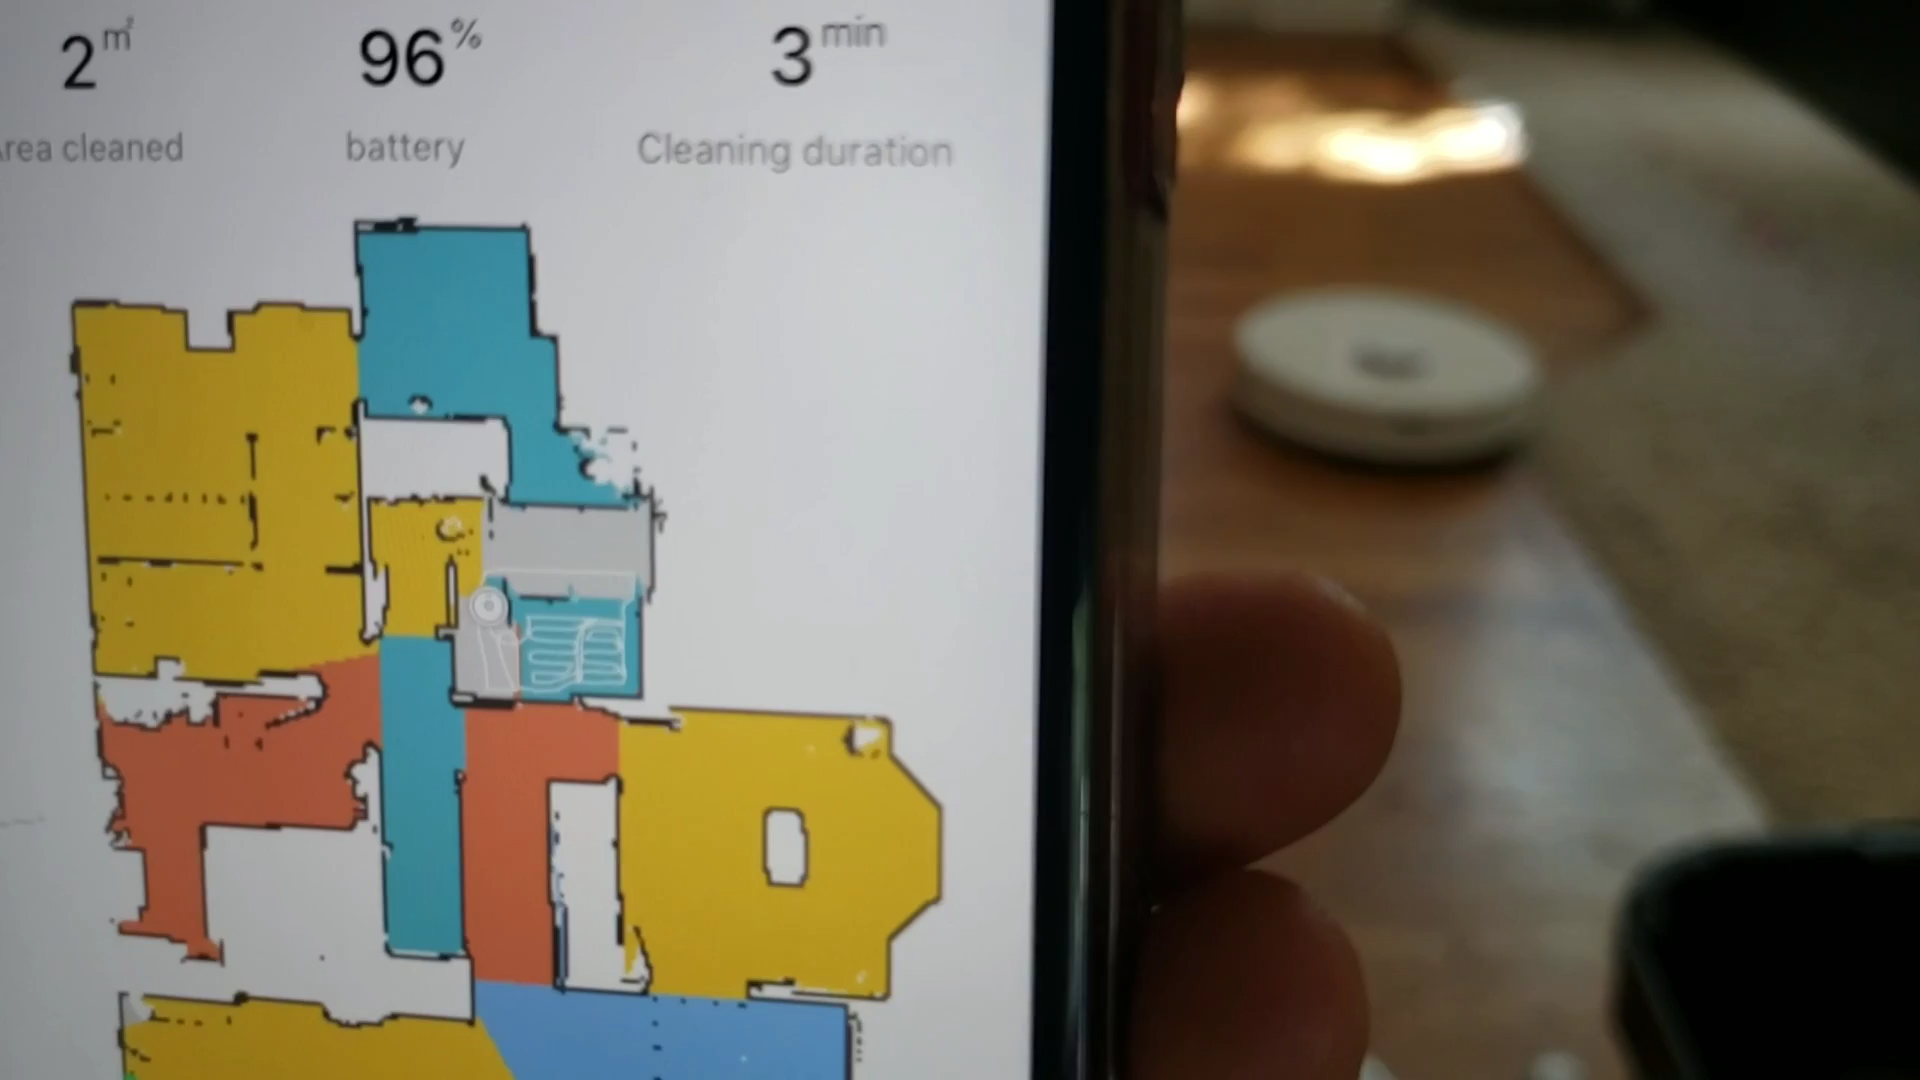 2 m²
96 %
3 min
rea cleaned
battery
Cleaning duration